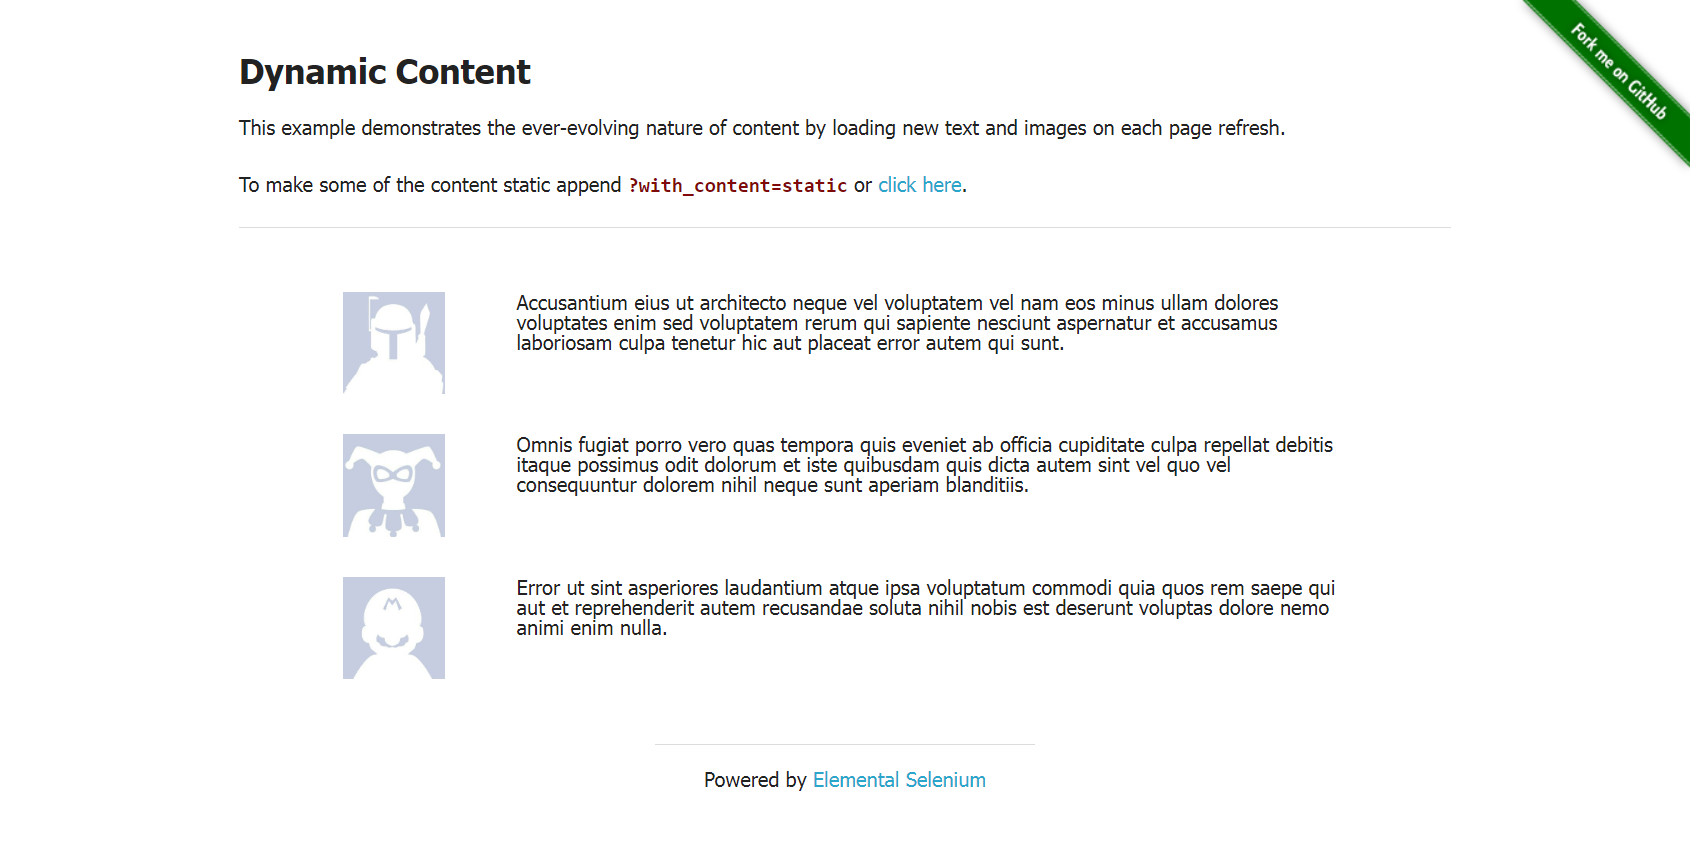 Fork me on GitHub
Dynamic Content
This example demonstrates the ever-evolving nature of content by loading new text and images on each page refresh.
To make some of the content static append ?with_content=static or click here.
Accusantium eius ut architecto neque vel voluptatem vel nam eos minus ullam dolores
voluptates enim sed voluptatem rerum qui sapiente nesciunt aspernatur et accusamus
laboriosam culpa tenetur hic aut placeat error autem qui sunt.
Omnis fugiat porro vero quas tempora quis eveniet ab officia cupiditate culpa repellat debitis
itaque possimus odit dolorum et iste quibusdam quis dicta autem sint vel quo vel
consequuntur dolorem nihil neque sunt aperiam blanditiis.
Error ut sint asperiores laudantium atque ipsa voluptatum commodi quia quos rem saepe qui
aut et reprehenderit autem recusandae soluta nihil nobis est deserunt voluptas dolore nemo
animi enim nulla.
Powered by Elemental Selenium